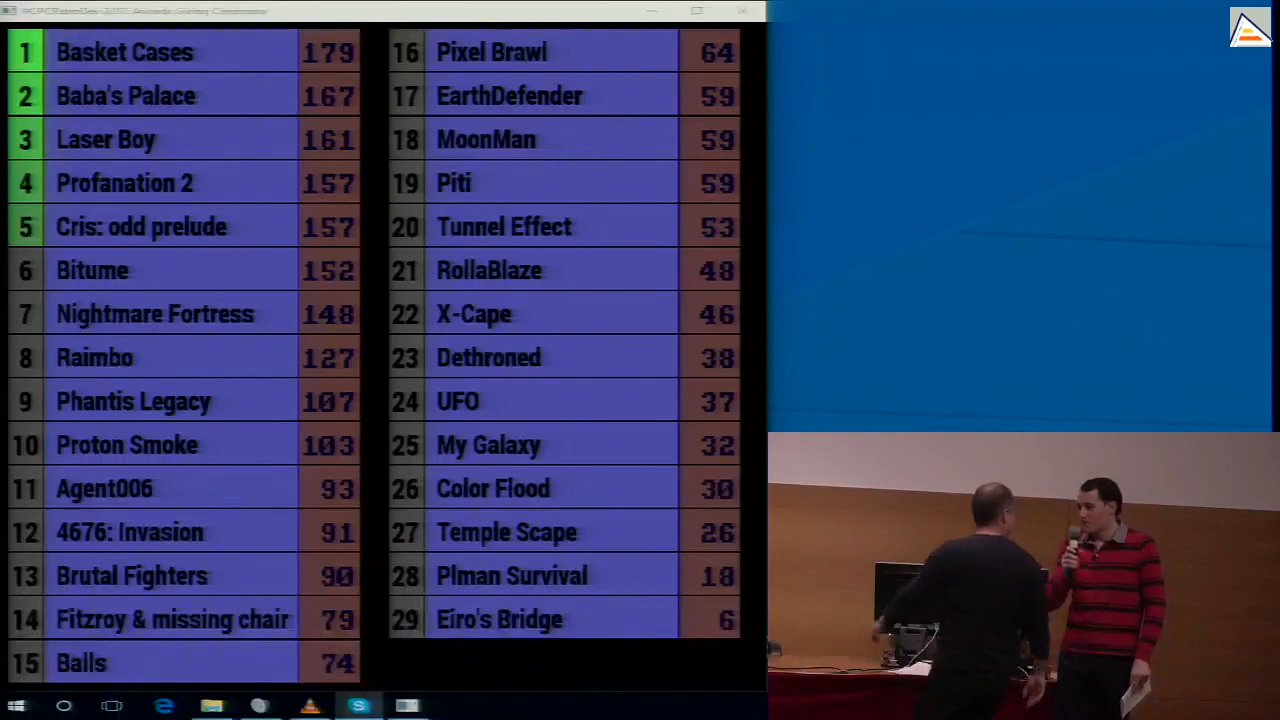 1 Basket Cases 179
2 Baba's Palace 167
3 Laser Boy 161
4 Profanation 2 157
5 Cris: odd prelude 157
6 Bitume 152
7 Nightmare Fortress 148
8 Raimbo 127
9 Phantis Legacy 107
10 Proton Smoke 103
11 Agent006 93
12 4676: Invasion 91
13 Brutal Fighters 90
14 Fitzroy & missing chair 79
15 Balls 74
16 Pixel Brawl 64
17 EarthDefender 59
18 MoonMan 59
19 Piti 59
20 Tunnel Effect 53
21 RollaBlaze 48
22 X-Cape 46
23 Dethroned 38
24 UFO 37
25 My Galaxy 32
26 Color Flood 30
27 Temple Scape 26
28 Plman Survival 18
29 Eiro's Bridge 6